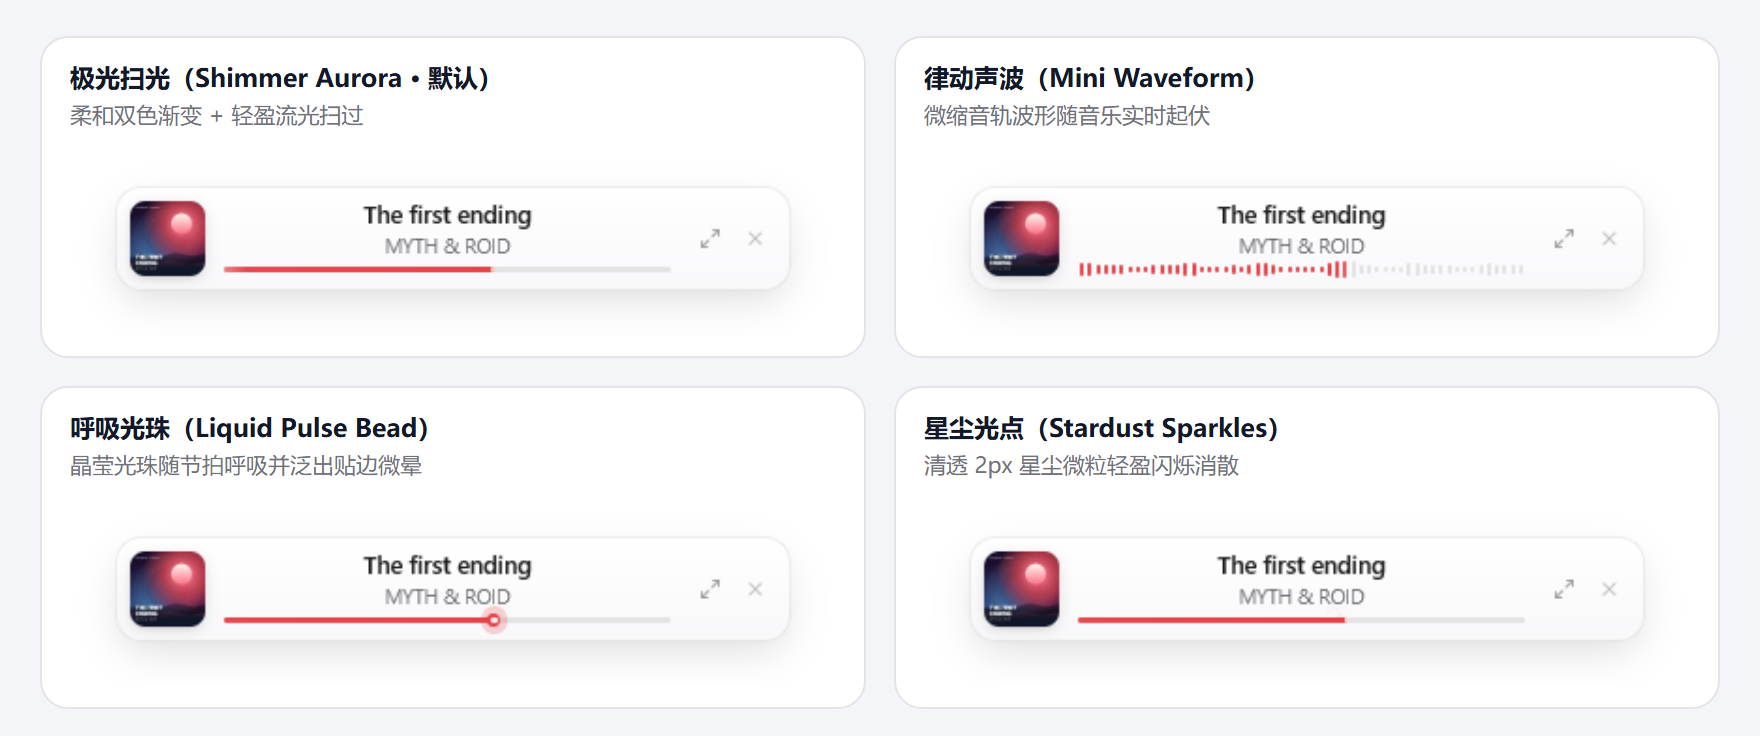 极光扫光（Shimmer Aurora • 默认）
柔和双色渐变 + 轻盈流光扫过
The first ending
MYTH & ROID
律动声波（Mini Waveform）
微缩音轨波形随音乐实时起伏
The first ending
MYTH & ROID
呼吸光珠（Liquid Pulse Bead）
晶莹光珠随节拍呼吸并泛出贴边微晕
The first ending
MYTH & ROID
星尘光点（Stardust Sparkles）
清透 2px 星尘微粒轻盈闪烁消散
The first ending
MYTH & ROID